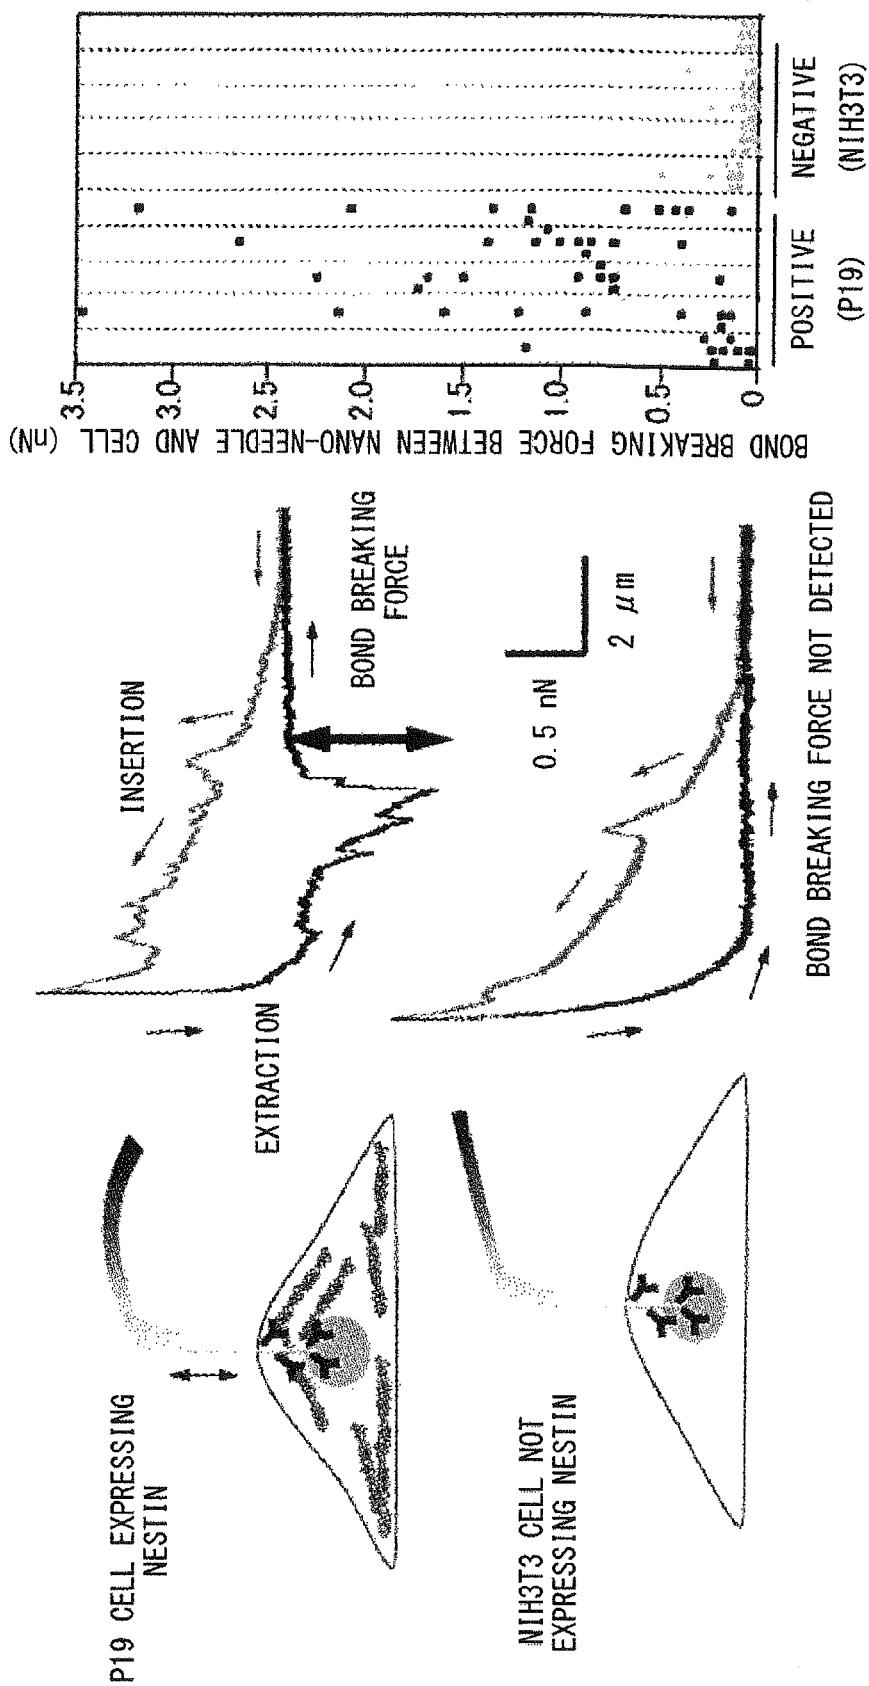 P19 CELL EXPRESSING
NESTIN
EXTRACTION
INSERTION
BOND BREAKING
FORCE
0.5 nN
2 μm
NIH3T3 CELL NOT
EXPRESSING NESTIN
BOND BREAKING FORCE NOT DETECTED
BOND BREAKING FORCE BETWEEN NANO-NEEDLE AND CELL (nN)
3.5
3.0
2.5
2.0
1.5
1.0
0.5
0
POSITIVE
(P19)
NEGATIVE
(NIH3T3)